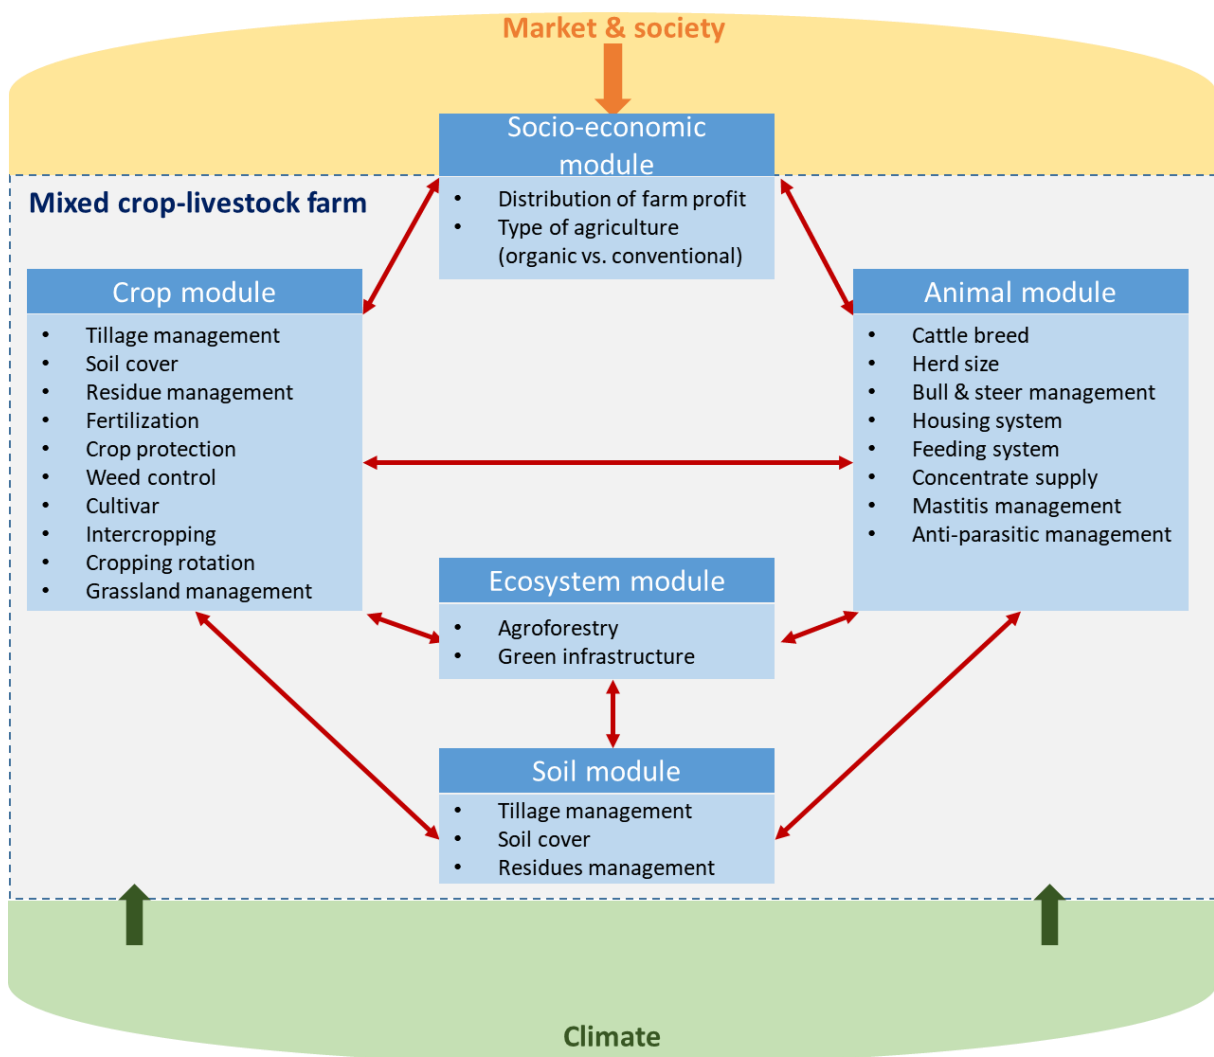 Market & society
Socio-economic
module
• Distribution of farm profit
• Type of agriculture
(organic vs. conventional)
Mixed crop-livestock farm
Crop module
• Tillage management
• Soil cover
• Residue management
• Fertilization
• Crop protection
• Weed control
• Cultivar
• Intercropping
• Cropping rotation
• Grassland management
Animal module
• Cattle breed
• Herd size
• Bull & steer management
• Housing system
• Feeding system
• Concentrate supply
• Mastitis management
• Anti-parasitic management
Ecosystem module
• Agroforestry
• Green infrastructure
Soil module
• Tillage management
• Soil cover
• Residues management
Climate